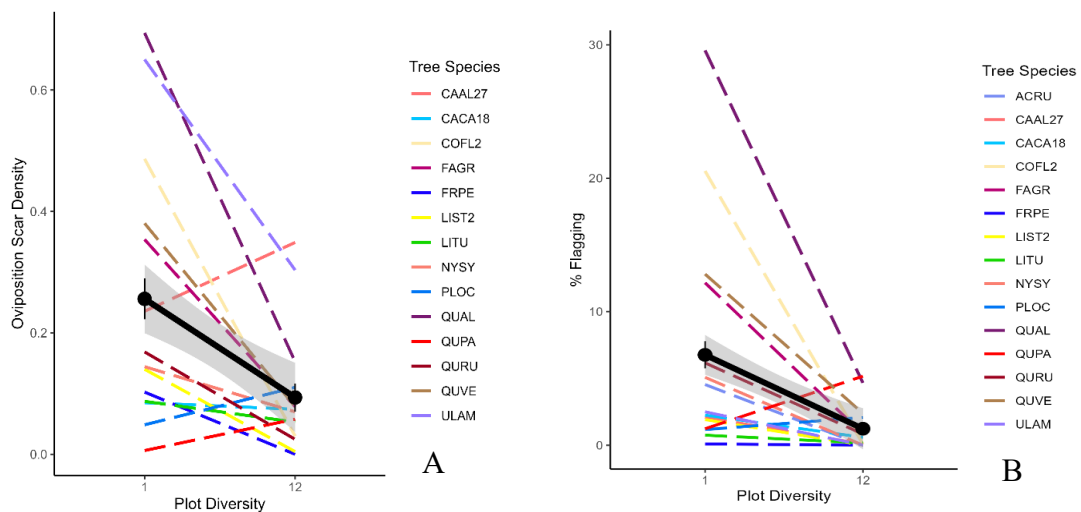 Oviposition Scar Density
0.6
0.4
0.2
0.0
1
12
Plot Diversity
Tree Species
CAAL27
CACA18
COFL2
FAGR
FRPE
LIST2
LITU
NYSY
PLOC
QUAL
QUPA
QURU
QUVE
ULAM
A
% Flagging
30
20
10
0
1
12
Plot Diversity
Tree Species
ACRU
CAAL27
CACA18
COFL2
FAGR
FRPE
LIST2
LITU
NYSY
PLOC
QUAL
QUPA
QURU
QUVE
ULAM
B